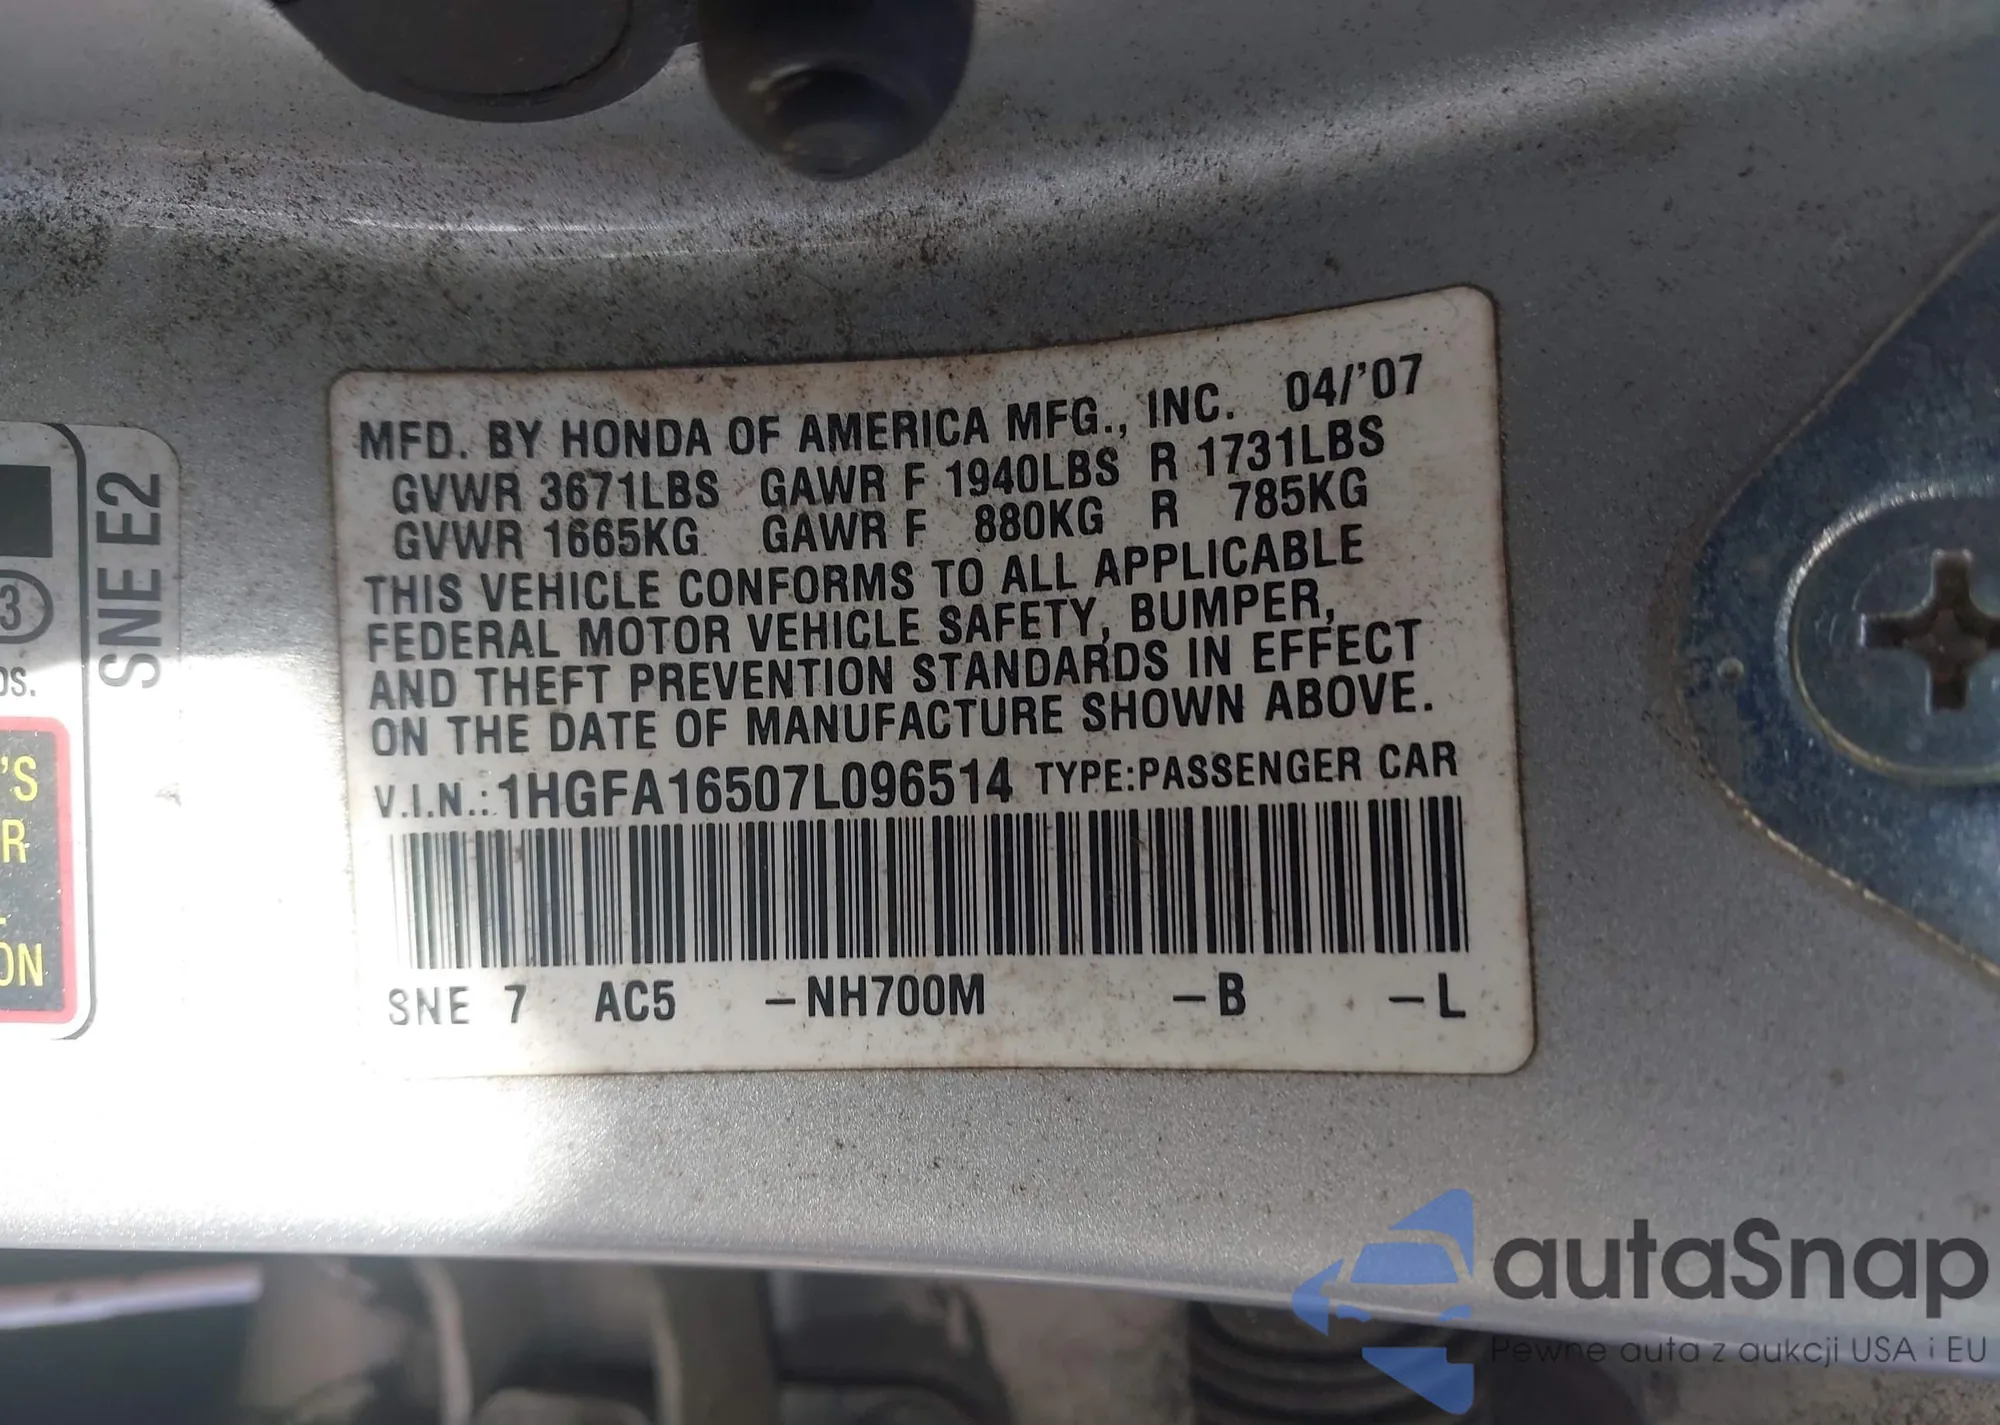 MFD. BY HONDA OF AMERICA MFG., INC. 04/'07
GVWR 3671LBS GAWR F 1940LBS R 1731LBS
GVWR 1665KG GAWR F 880KG R 785KG
THIS VEHICLE CONFORMS TO ALL APPLICABLE
FEDERAL MOTOR VEHICLE SAFETY, BUMPER,
AND THEFT PREVENTION STANDARDS IN EFFECT
ON THE DATE OF MANUFACTURE SHOWN ABOVE.
V.I.N.: 1HGFA16507L096514 TYPE:PASSENGER CAR
SNE 7 AC5 -NH700M -B -L
SNE E2
3
DS.
'S
R
ON
autaSnap
Pewne auta z aukcji USA i EU